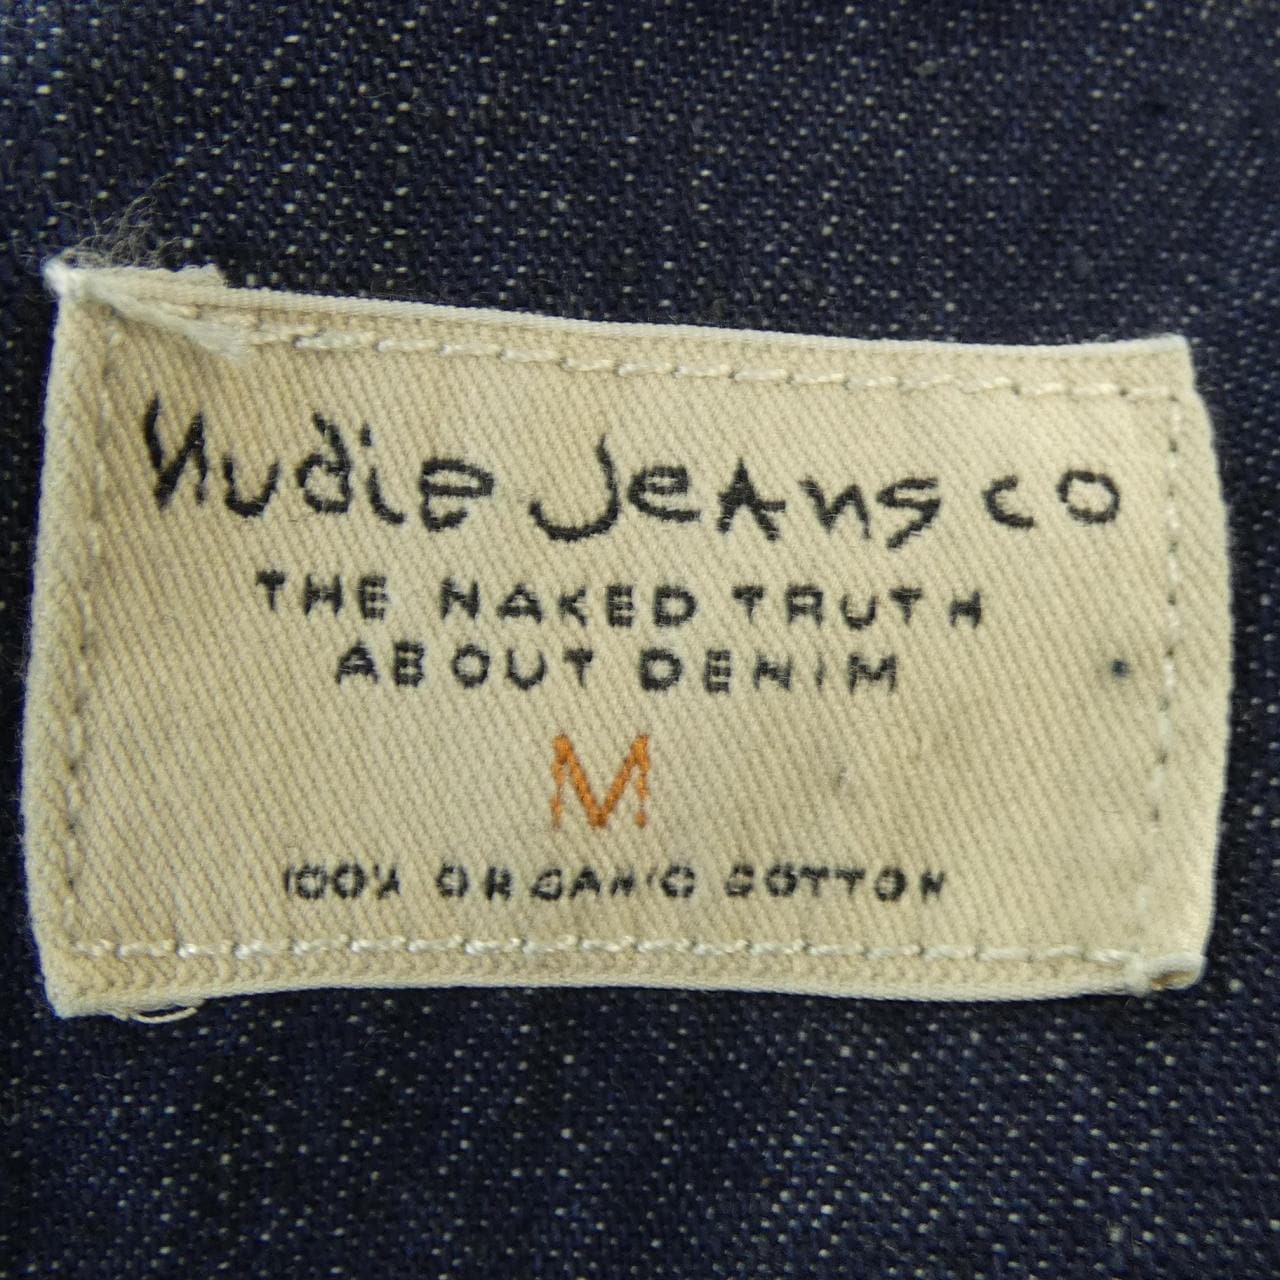 Nudie Jeans co
THE NAKED TRUTH
ABOUT DENIM
M
100% ORGANIC COTTON